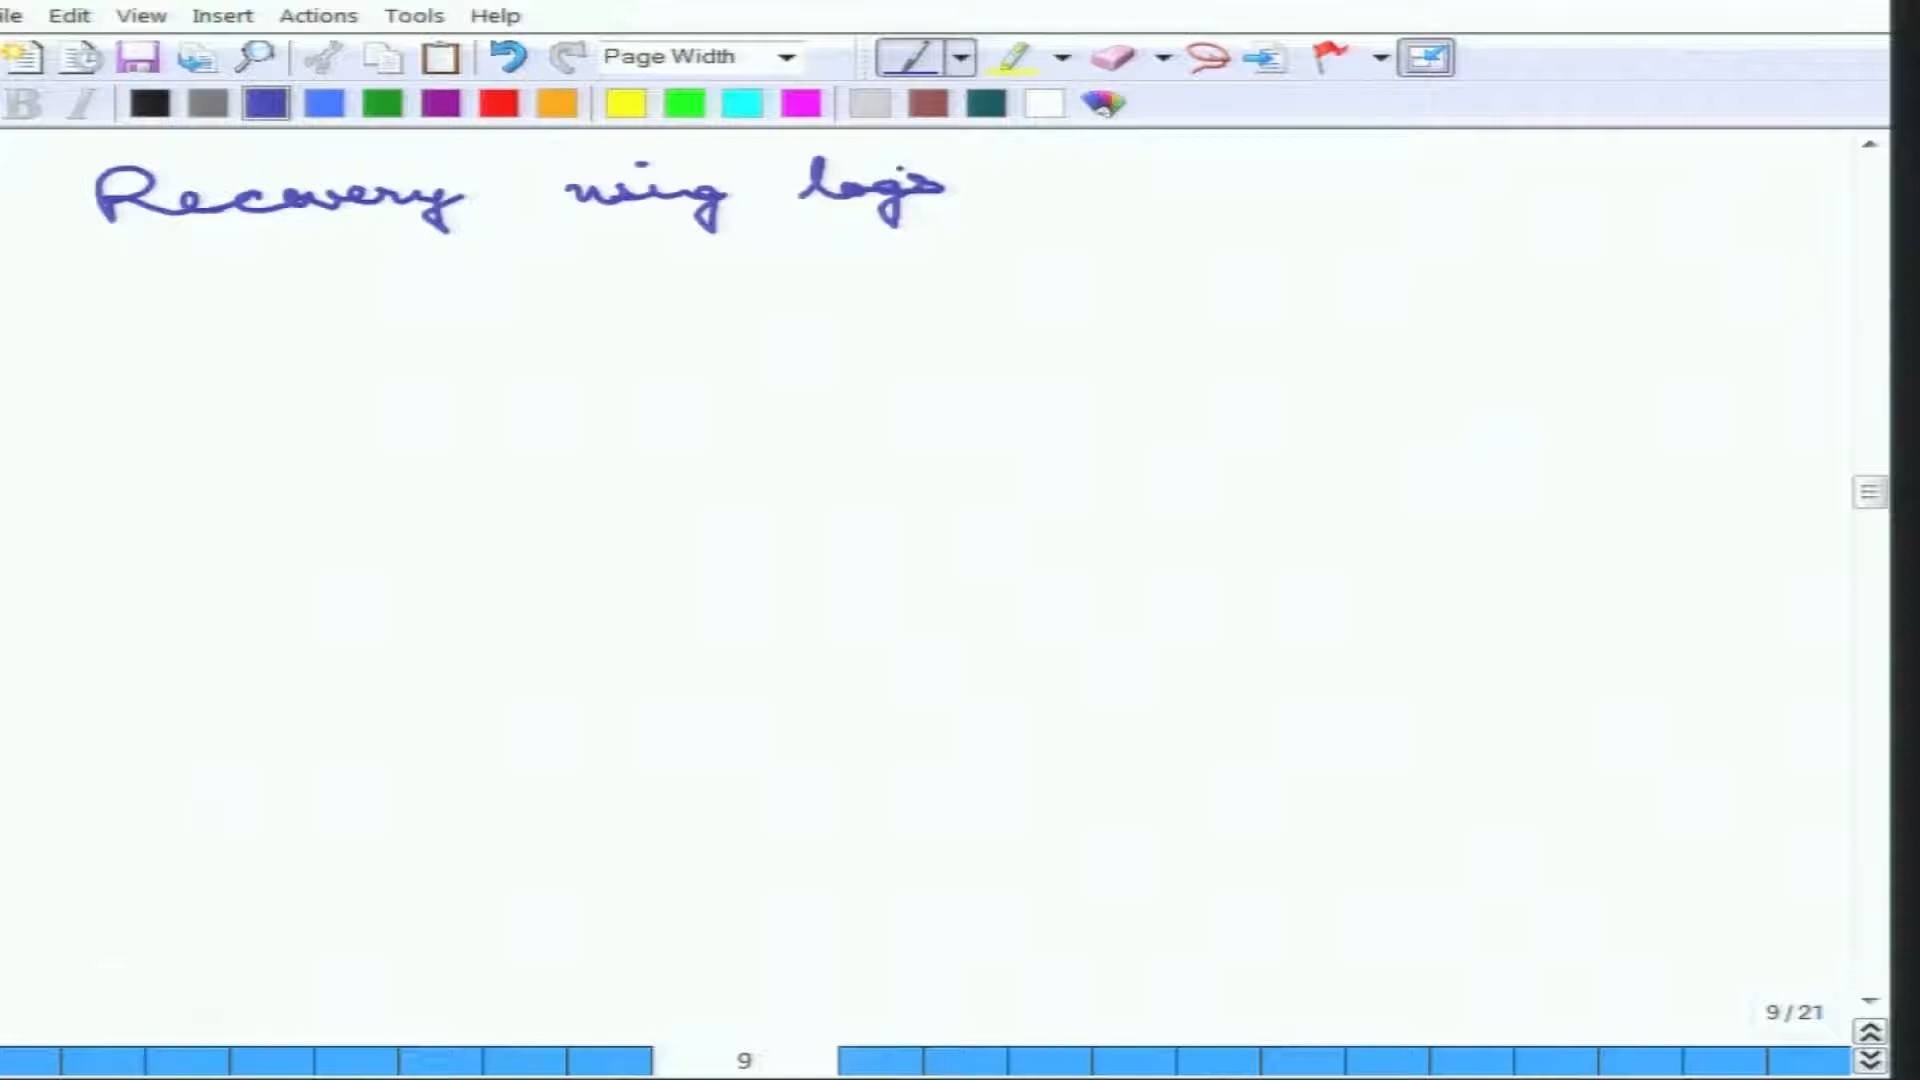 ile Edit View Insert Actions Tools Help
Page Width
B I
Recovery using logs
9 / 21
9